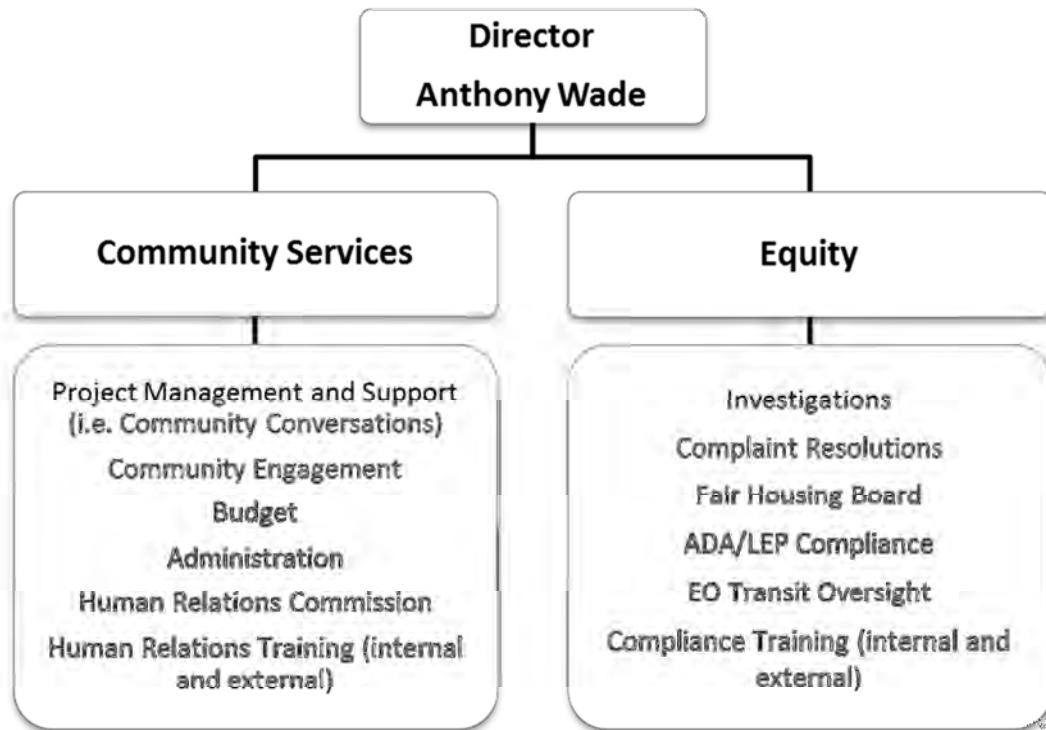 Director
Anthony Wade
Community Services
Equity
Project Management and Support
(i.e. Community Conversations)
Community Engagement
Budget
Administration
Human Relations Commission
Human Relations Training (internal
and external)
Investigations
Complaint Resolutions
Fair Housing Board
ADA/LEP Compliance
EO Transit Oversight
Compliance Training (internal and
external)